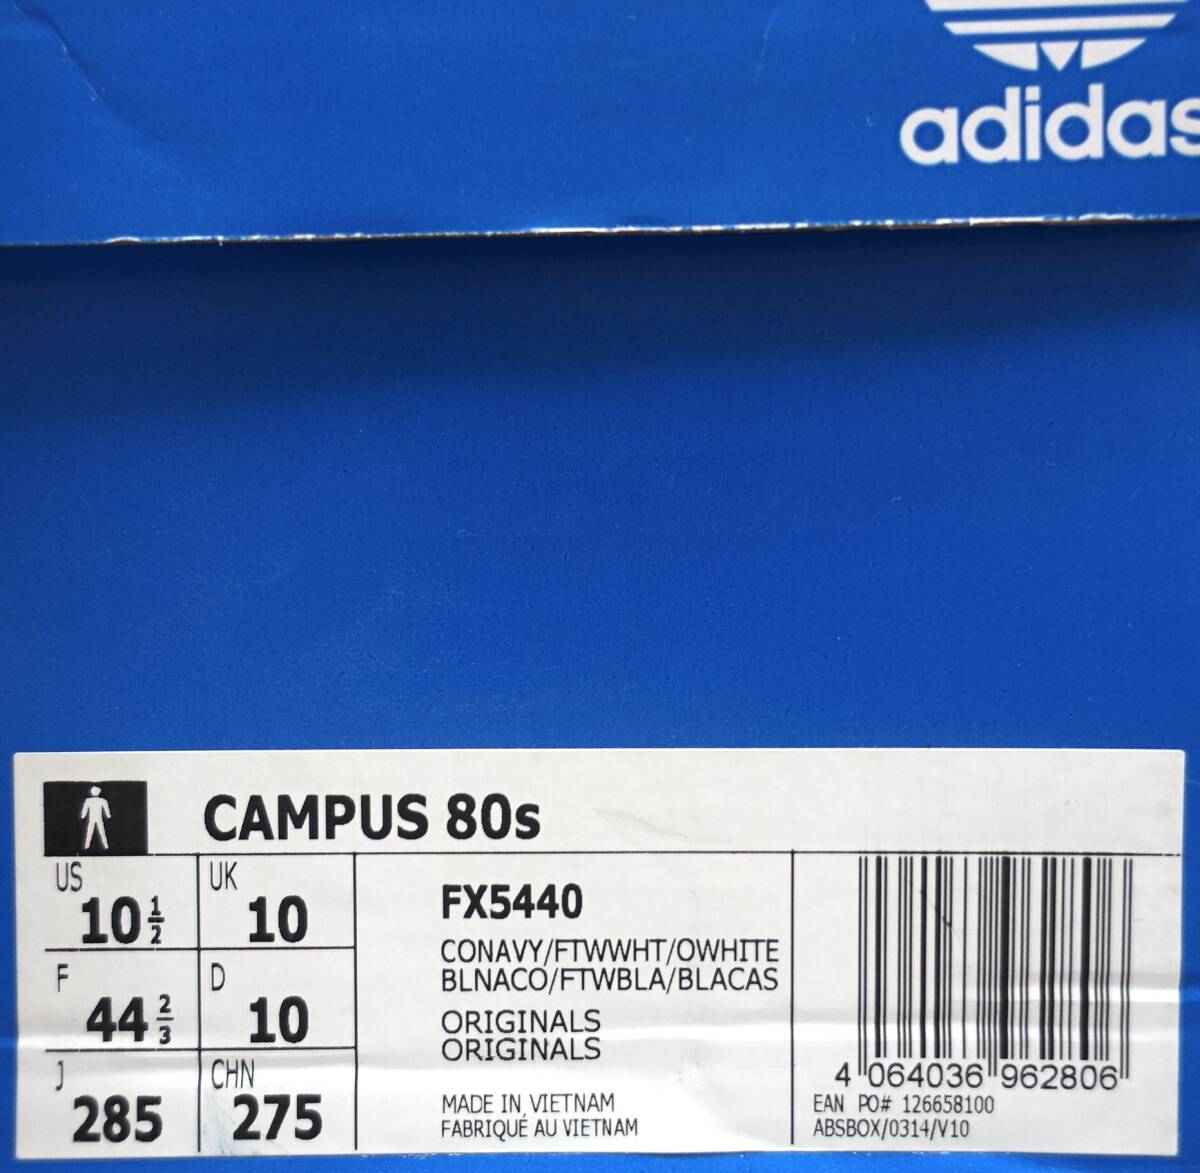 adidas
CAMPUS 80s
US
10 1/2
UK
10
F
44 2/3
D
10
J
285
CHN
275
FX5440
CONAVY/FTWWHT/OWHITE
BLNACO/FTWBLA/BLACAS
ORIGINALS
ORIGINALS
MADE IN VIETNAM
FABRIQUÉ AU VIETNAM
4 064036 962806
EAN PO# 126658100
ABSBOX/0314/V10